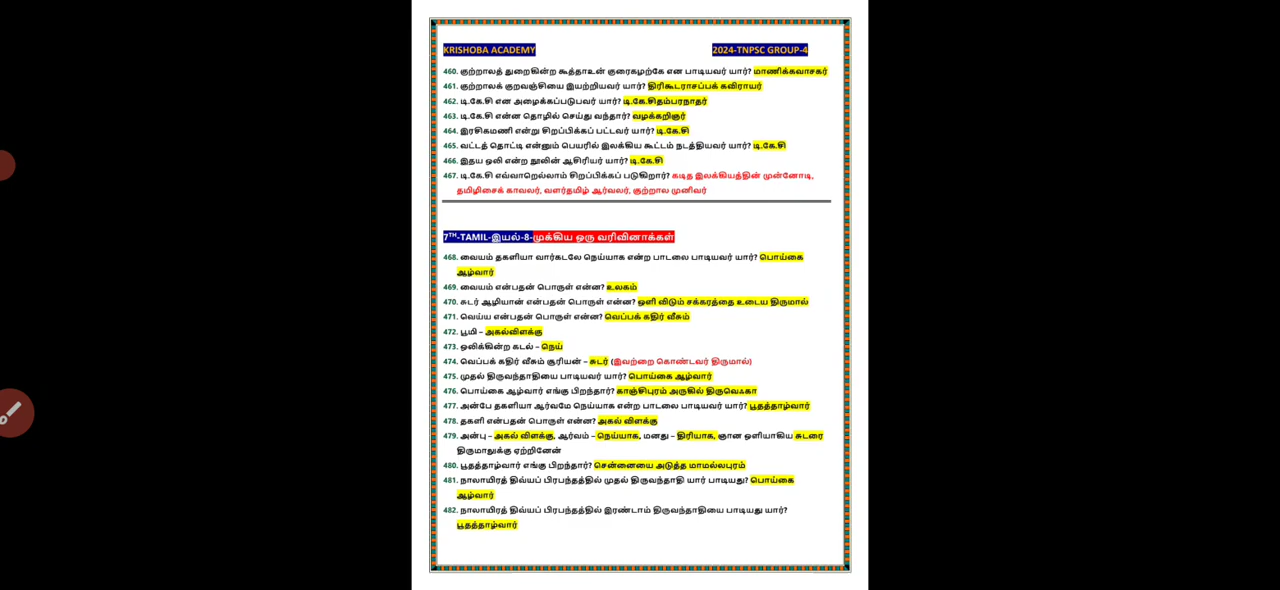 KRISHOBA ACADEMY 2024-TNPSC GROUP-4
460. குற்றாலத் துறைகின்ற கூத்தாஉன் குரைகழற்கே என பாடியவர் யார்? மாணிக்கவாசகர்
461. குற்றாலக் குறவஞ்சியை இயற்றியவர் யார்? திரிகூடராசப்பக் கவிராயர்
462. டி.கே.சி என அழைக்கப்படுபவர் யார்? டி.கே.சிதம்பரநாதர்
463. டி.கே.சி என்ன தொழில் செய்து வந்தார்? வழக்கறிஞர்
464. இரசிகமணி என்று சிறப்பிக்கப் பட்டவர் யார்? டி.கே.சி
465. வட்டத் தொட்டி என்னும் பெயரில் இலக்கிய கூட்டம் நடத்தியவர் யார்? டி.கே.சி
466. இதய ஒலி என்ற நூலின் ஆசிரியர் யார்? டி.கே.சி
467. டி.கே.சி எவ்வாறெல்லாம் சிறப்பிக்கப் படுகிறார்? கடித இலக்கியத்தின் முன்னோடி,
தமிழிசைக் காவலர், வளர்தமிழ் ஆர்வலர், குற்றால முனிவர்
7TH-TAMIL-இயல்-8-முக்கிய ஒரு வரிவினாக்கள்
468. வையம் தகளியா வார்கடலே நெய்யாக என்ற பாடலை பாடியவர் யார்? பொய்கை
ஆழ்வார்
469. வையம் என்பதன் பொருள் என்ன? உலகம்
470. சுடர் ஆழியான் என்பதன் பொருள் என்ன? ஒளி விடும் சக்கரத்தை உடைய திருமால்
471. வெய்ய என்பதன் பொருள் என்ன? வெப்பக் கதிர் வீசும்
472. பூமி – அகல்விளக்கு
473. ஒலிக்கின்ற கடல் – நெய்
474. வெப்பக் கதிர் வீசும் சூரியன் – சுடர் (இவற்றை கொண்டவர் திருமால்)
475. முதல் திருவந்தாதியை பாடியவர் யார்? பொய்கை ஆழ்வார்
476. பொய்கை ஆழ்வார் எங்கு பிறந்தார்? காஞ்சிபுரம் அருகில் திருவெஃகா
477. அன்பே தகளியா ஆர்வமே நெய்யாக என்ற பாடலை பாடியவர் யார்? பூதத்தாழ்வார்
478. தகளி என்பதன் பொருள் என்ன? அகல் விளக்கு
479. அன்பு – அகல் விளக்கு, ஆர்வம் – நெய்யாக, மனது – திரியாக, ஞான ஒளியாகிய சுடரை
திருமாலுக்கு ஏற்றினேன்
480. பூதத்தாழ்வார் எங்கு பிறந்தார்? சென்னையை அடுத்த மாமல்லபுரம்
481. நாலாயிரத் திவ்யப் பிரபந்தத்தில் முதல் திருவந்தாதி யார் பாடியது? பொய்கை
ஆழ்வார்
482. நாலாயிரத் திவ்யப் பிரபந்தத்தில் இரண்டாம் திருவந்தாதியை பாடியது யார்?
பூதத்தாழ்வார்